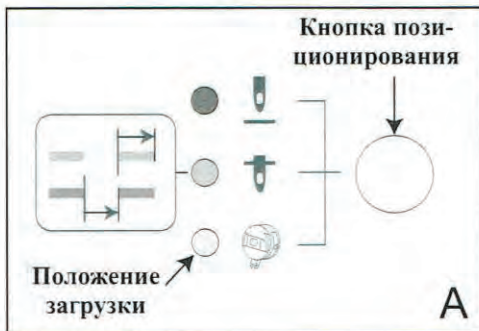 Кнопка пози-
ционирования
Положение
загрузки
A